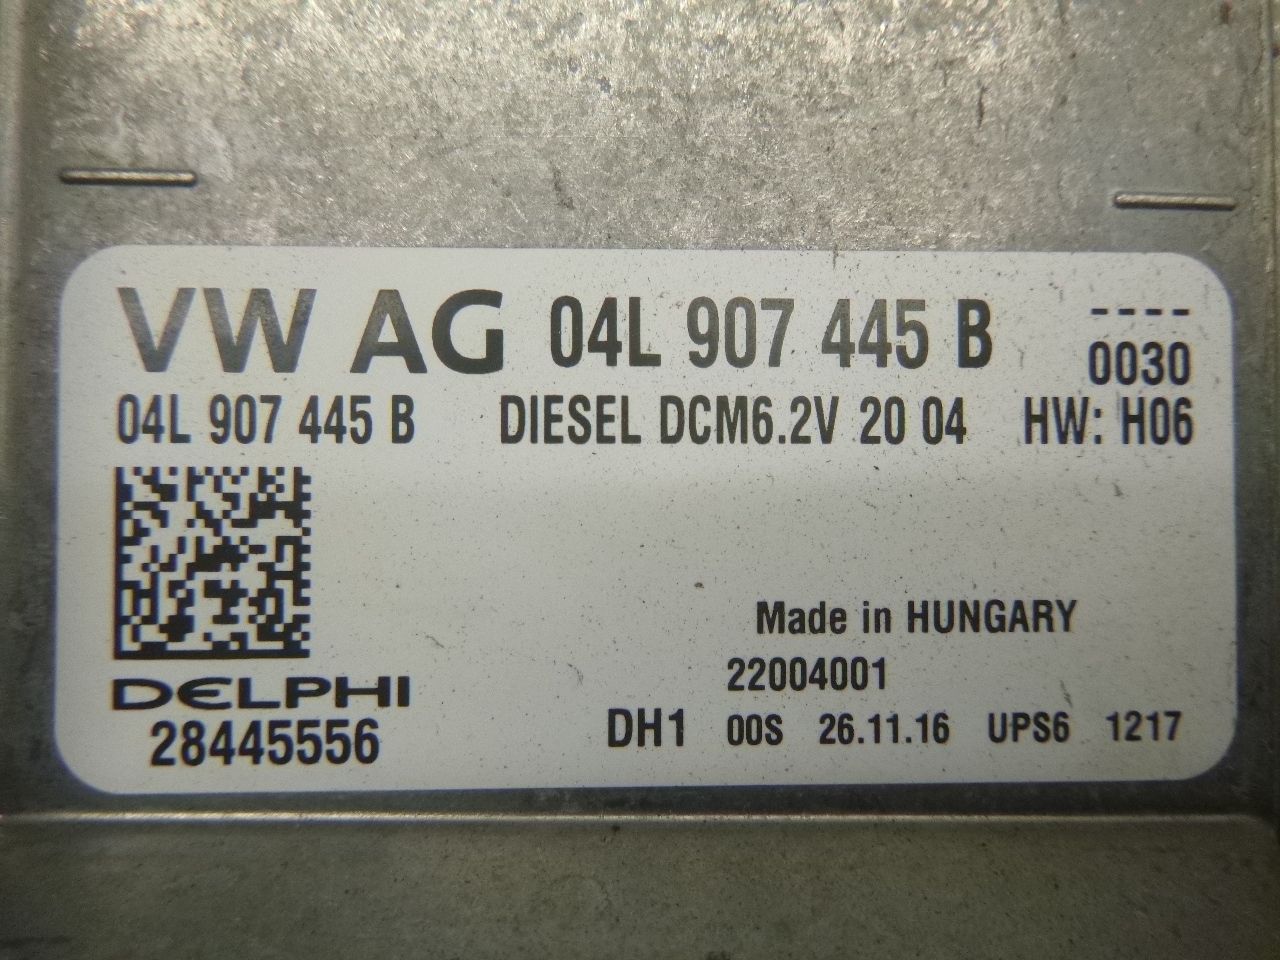 VW AG 04L 907 445 B ----
0030
04L 907 445 B DIESEL DCM6.2V 20 04 HW: H06
Made in HUNGARY
22004001
DELPHI
28445556
DH1 00S 26.11.16 UPS6 1217